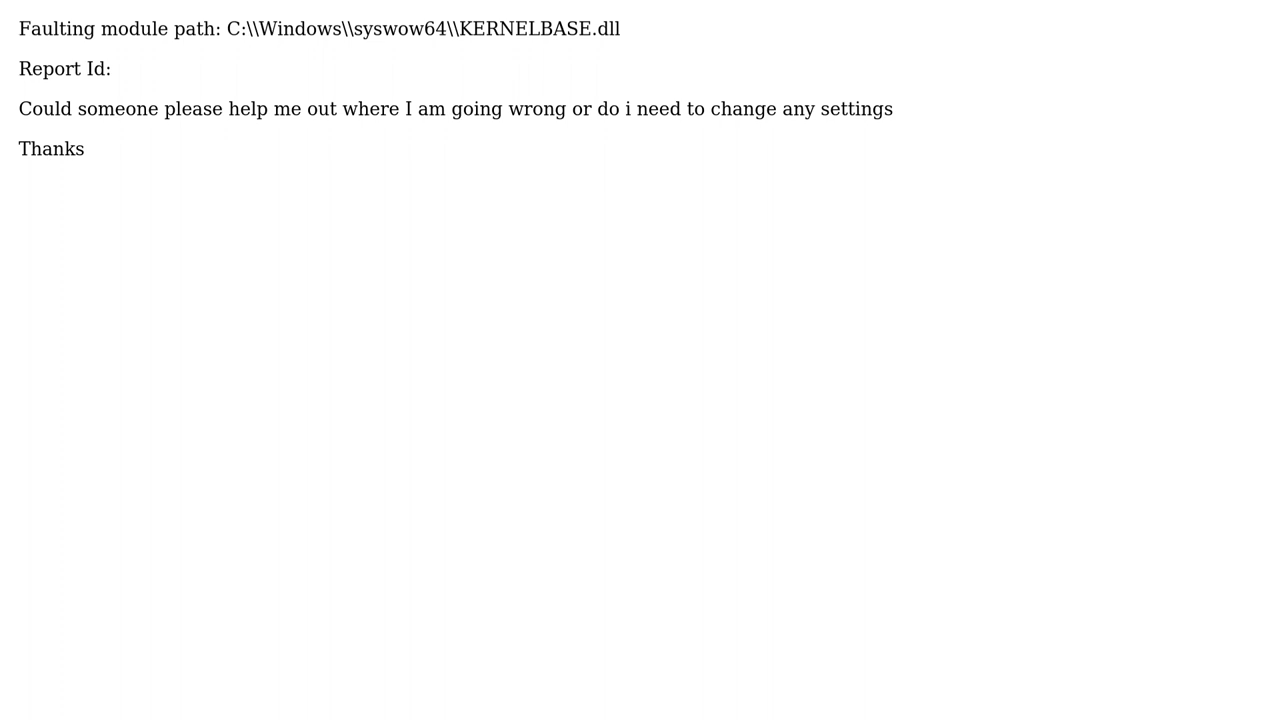 Faulting module path: C:\\Windows\\syswow64\\KERNELBASE.dll
Report Id:
Could someone please help me out where I am going wrong or do i need to change any settings
Thanks